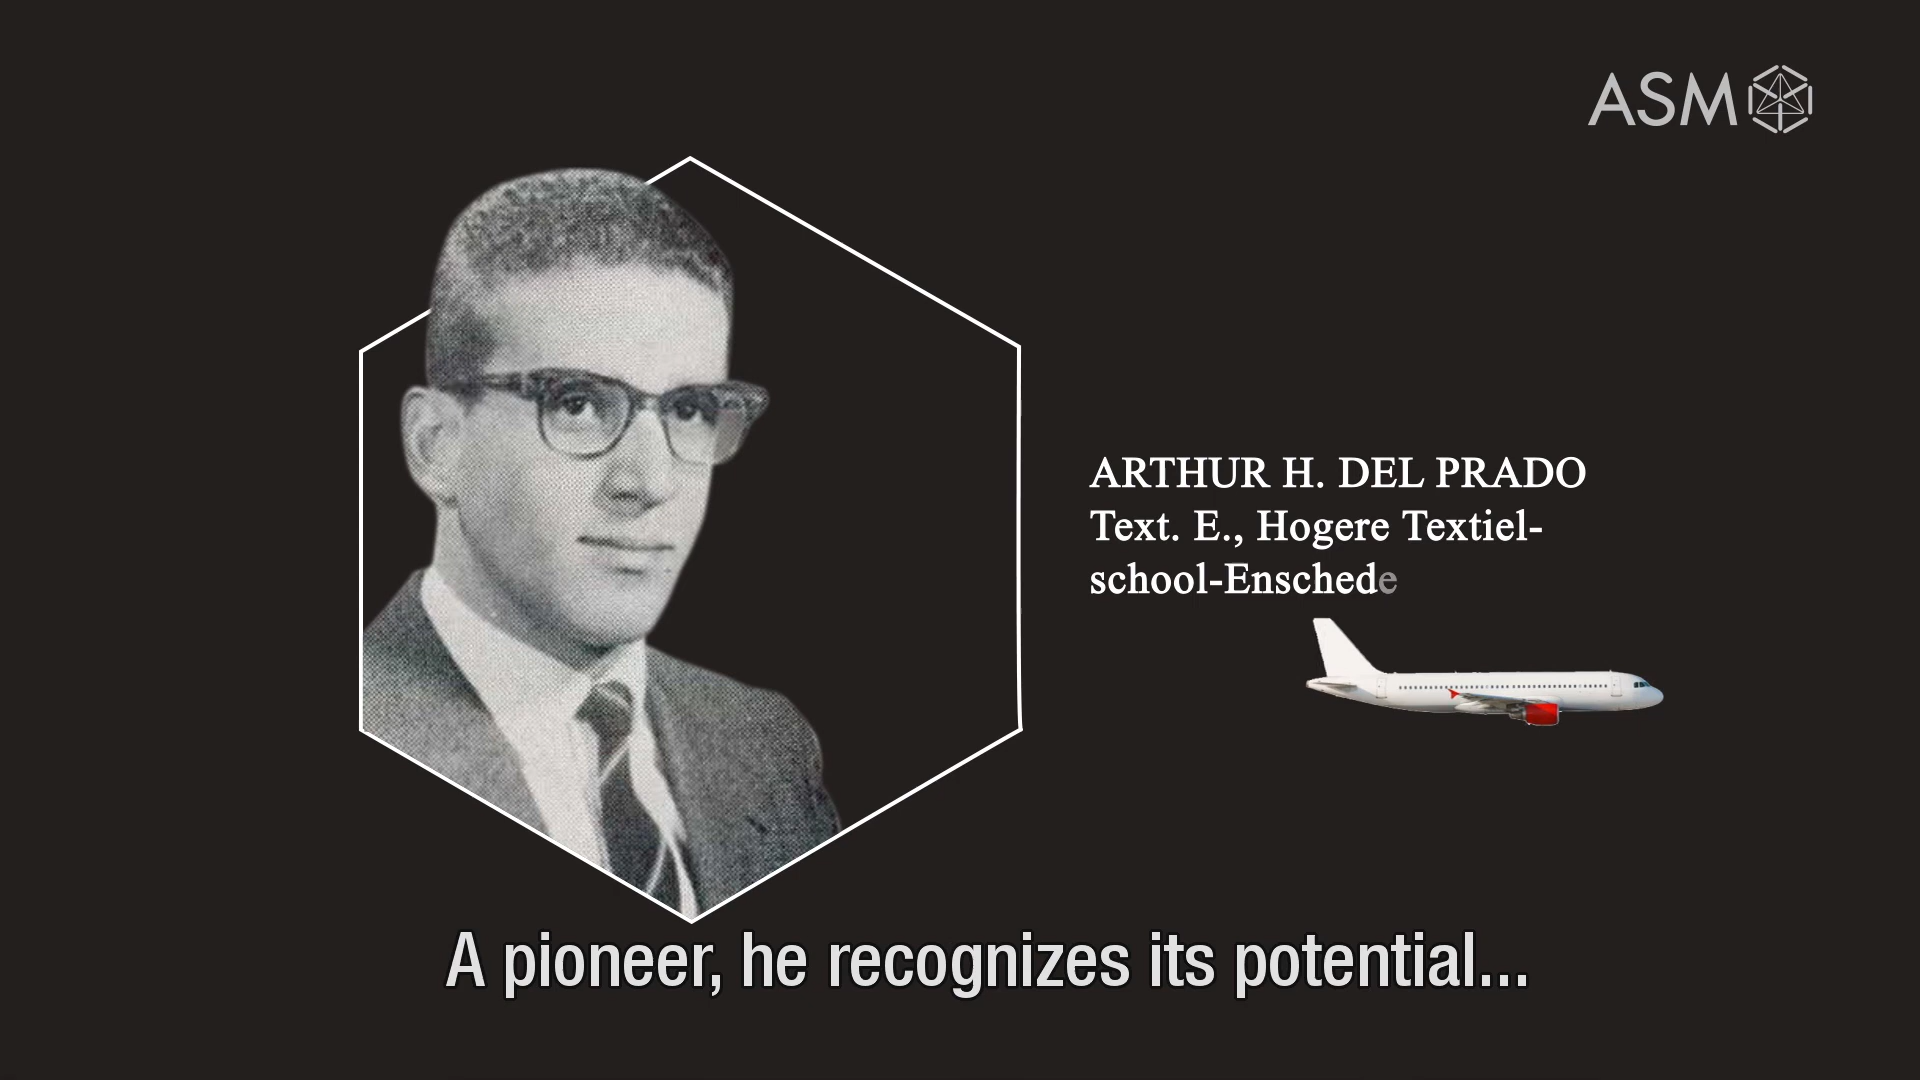 ASM
ARTHUR H. DEL PRADO
Text. E., Hogere Textiel-
school-Enschede
A pioneer, he recognizes its potential...